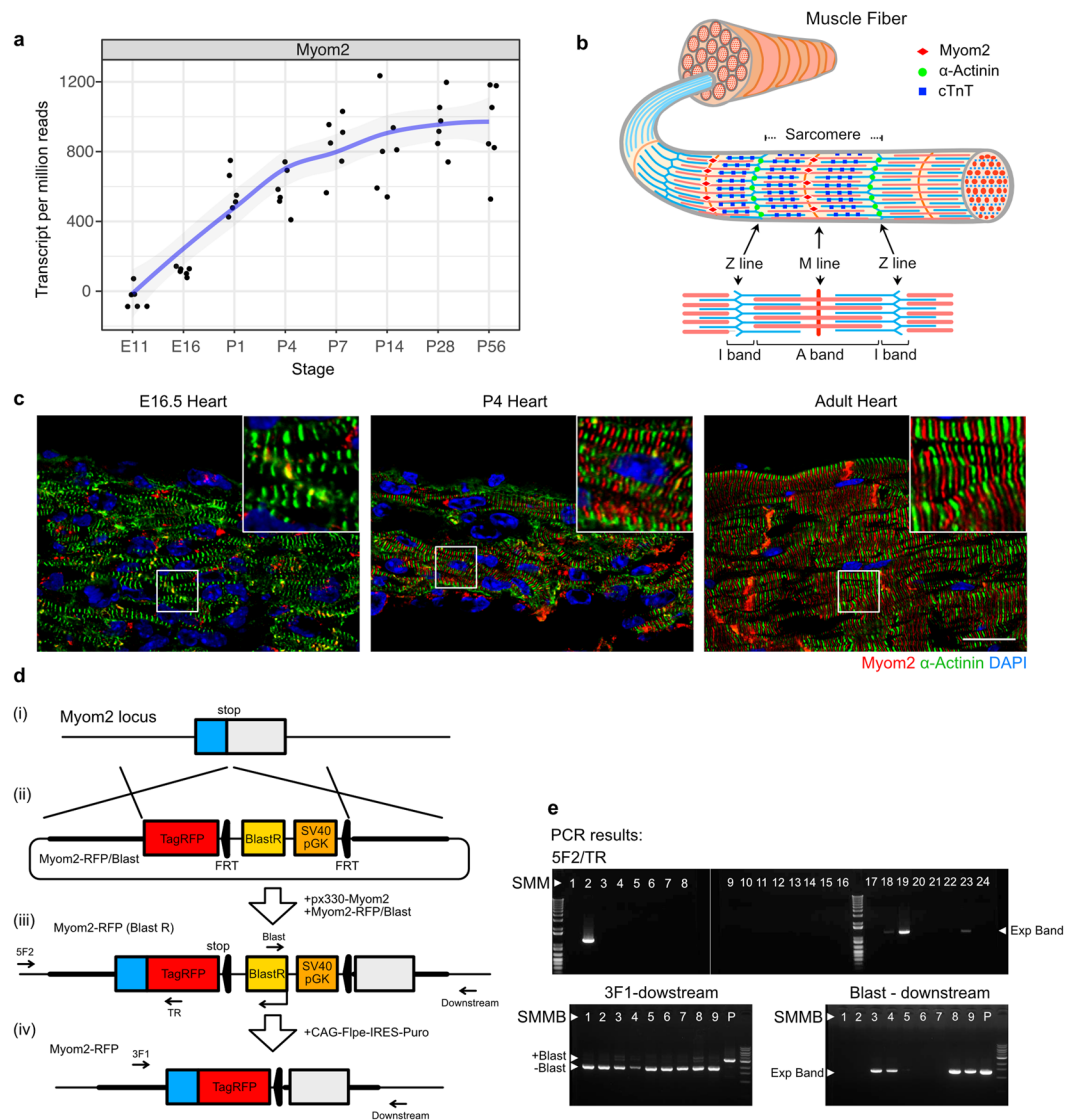 a
Myom2
1200
800
400
0
Transcript per million reads
E11 E16 P1 P4 P7 P14 P28 P56
Stage
b
Muscle Fiber
Myom2
α-Actinin
cTnT
Sarcomere
Z line M line Z line
I band A band I band
c
E16.5 Heart P4 Heart Adult Heart
Myom2 α-Actinin DAPI
d
(i) Myom2 locus
stop
(ii)
TagRFP BlastR SV40 pGK
Myom2-RFP/Blast FRT FRT
+px330-Myom2
+Myom2-RFP/Blast
(iii) Myom2-RFP (Blast R)
Blast
5F2 stop
TagRFP BlastR SV40 pGK
TR Downstream
+CAG-Flpe-IRES-Puro
(iv) Myom2-RFP
3F1
TagRFP
Downstream
e
PCR results:
5F2/TR
SMM 1 2 3 4 5 6 7 8 9 10 11 12 13 14 15 16 17 18 19 20 21 22 23 24
Exp Band
3F1-dowstream Blast - downstream
SMMB 1 2 3 4 5 6 7 8 9 P SMMB 1 2 3 4 5 6 7 8 9 P
+Blast
-Blast
Exp Band